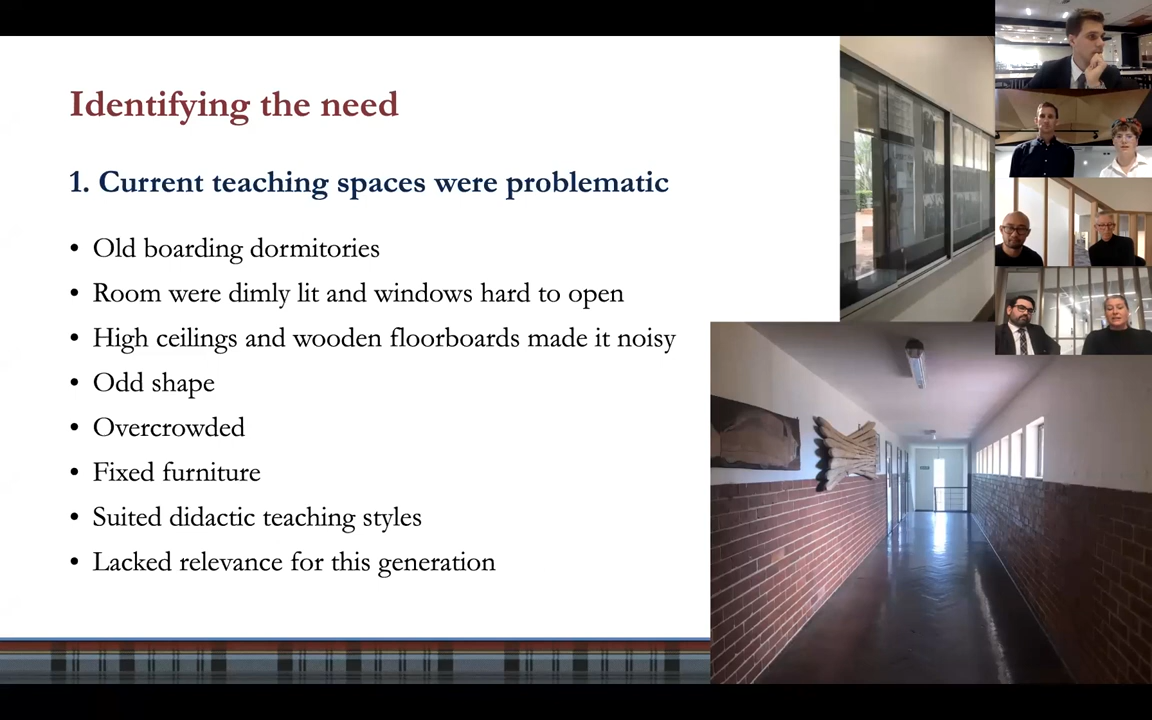 Identifying the need
1. Current teaching spaces were problematic
• Old boarding dormitories
• Room were dimly lit and windows hard to open
• High ceilings and wooden floorboards made it noisy
• Odd shape
• Overcrowded
• Fixed furniture
• Suited didactic teaching styles
• Lacked relevance for this generation